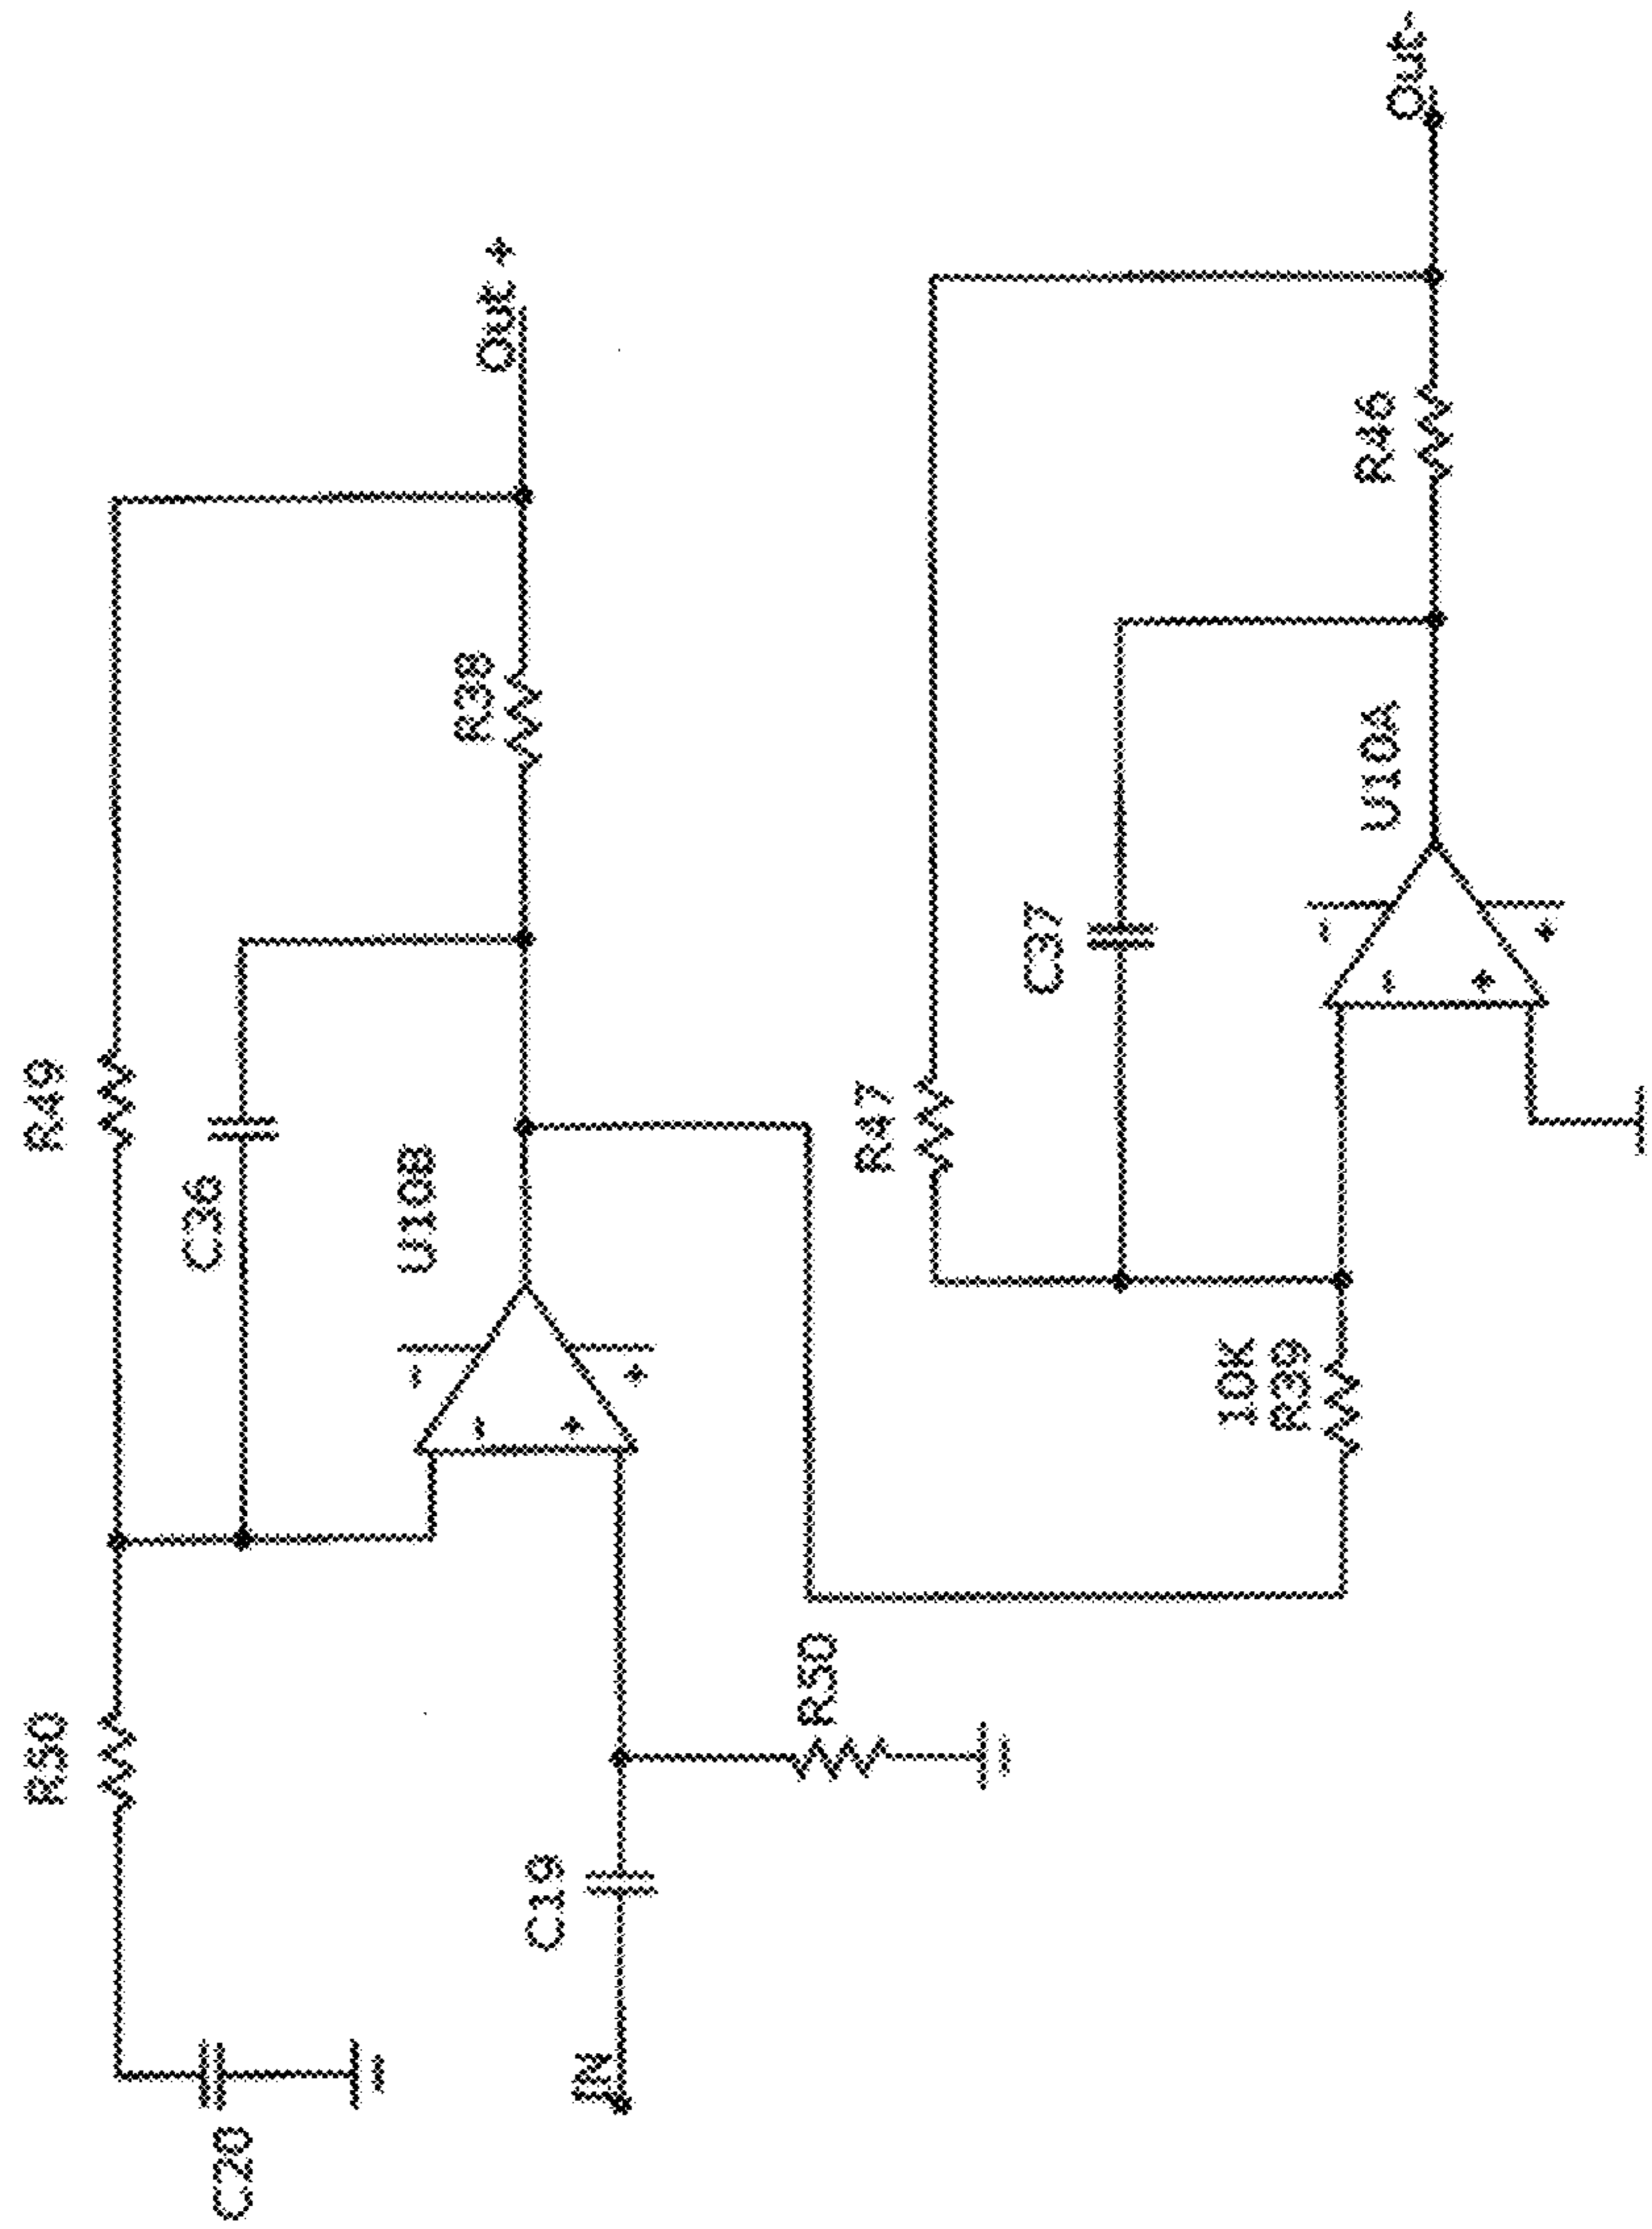 C20
R50
R49
C36
IN
C19
R50
U10B
R38
Out +
R47
C37
10K
R39
U10A
R46
Out-